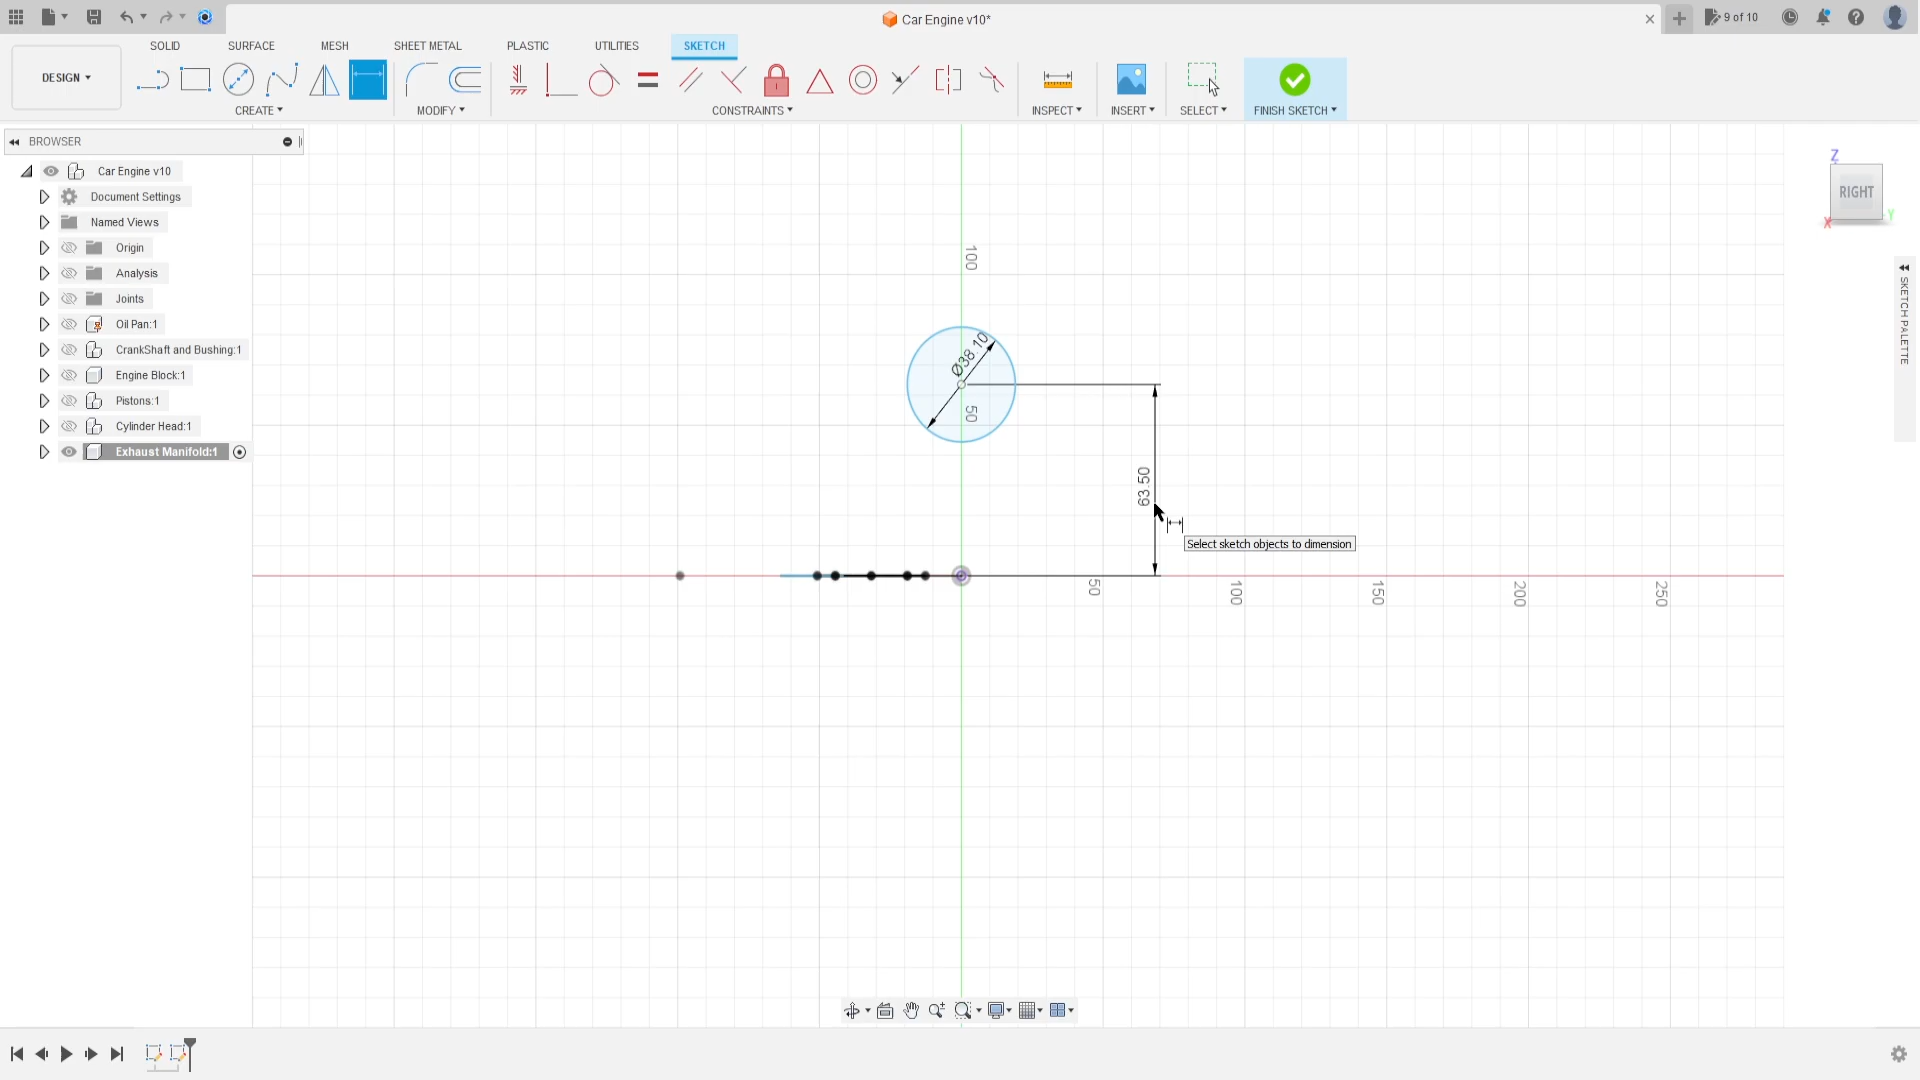 Car Engine v10*
9 of 10
SOLID SURFACE MESH SHEET METAL PLASTIC UTILITIES SKETCH
DESIGN
CREATE MODIFY CONSTRAINTS INSPECT INSERT SELECT FINISH SKETCH
BROWSER
Car Engine v10
Document Settings
Named Views
Origin
Analysis
Joints
Oil Pan:1
CrankShaft and Bushing:1
Engine Block:1
Pistons:1
Cylinder Head:1
Exhaust Manifold:1
Z
RIGHT
X
Y
SKETCH PALETTE
100
Ø38.10
50
63.50
Select sketch objects to dimension
50 100 150 200 250